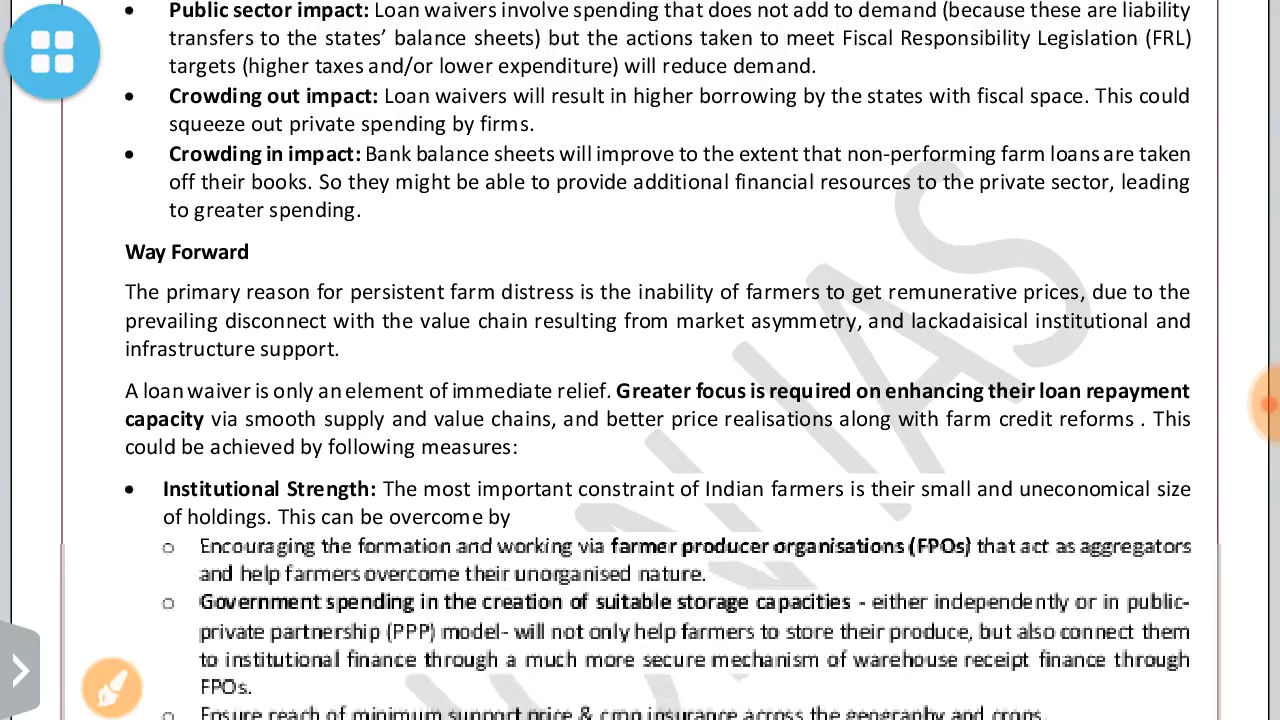 • Public sector impact: Loan waivers involve spending that does not add to demand (because these are liability
transfers to the states’ balance sheets) but the actions taken to meet Fiscal Responsibility Legislation (FRL)
targets (higher taxes and/or lower expenditure) will reduce demand.
• Crowding out impact: Loan waivers will result in higher borrowing by the states with fiscal space. This could
squeeze out private spending by firms.
• Crowding in impact: Bank balance sheets will improve to the extent that non-performing farm loans are taken
off their books. So they might be able to provide additional financial resources to the private sector, leading
to greater spending.
Way Forward
The primary reason for persistent farm distress is the inability of farmers to get remunerative prices, due to the
prevailing disconnect with the value chain resulting from market asymmetry, and lackadaisical institutional and
infrastructure support.
A loan waiver is only an element of immediate relief. Greater focus is required on enhancing their loan repayment
capacity via smooth supply and value chains, and better price realisations along with farm credit reforms . This
could be achieved by following measures:
• Institutional Strength: The most important constraint of Indian farmers is their small and uneconomical size
of holdings. This can be overcome by
o Encouraging the formation and working via farmer producer organisations (FPOs) that act as aggregators
and help farmers overcome their unorganised nature.
o Government spending in the creation of suitable storage capacities - either independently or in public-
private partnership (PPP) model- will not only help farmers to store their produce, but also connect them
to institutional finance through a much more secure mechanism of warehouse receipt finance through
FPOs.
o Ensure reach of minimum support price & crop insurance across the geography and crops.
IAS